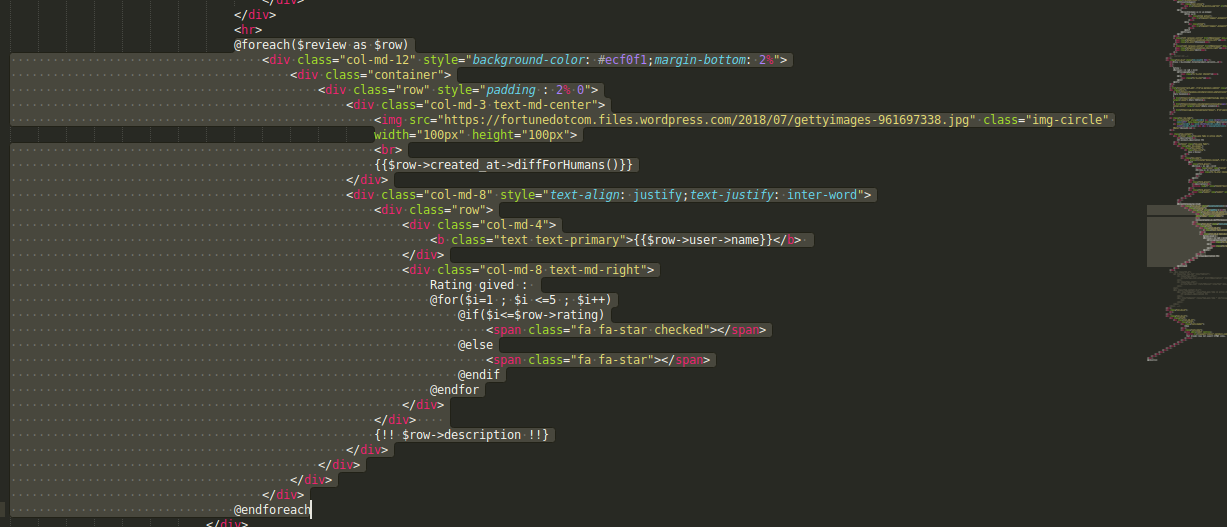 </div>
</div>
<hr>
@foreach($review as $row)
<div class="col-md-12" style="background-color: #ecf0f1;margin-bottom: 2%">
<div class="container">
<div class="row" style="padding : 2% 0">
<div class="col-md-3 text-md-center">
<img src="https://fortunedotcom.files.wordpress.com/2018/07/gettyimages-961697338.jpg" class="img-circle"
width="100px" height="100px">
<br>
{{$row->created_at->diffForHumans()}}
</div>
<div class="col-md-8" style="text-align: justify;text-justify: inter-word">
<div class="row">
<div class="col-md-4">
<b class="text text-primary">{{$row->user->name}}</b>
</div>
<div class="col-md-8 text-md-right">
Rating gived :
@for($i=1 ; $i <=5 ; $i++)
@if($i<=$row->rating)
<span class="fa fa-star checked"></span>
@else
<span class="fa fa-star"></span>
@endif
@endfor
</div>
</div>
{!! $row->description !!}
</div>
</div>
</div>
</div>
@endforeach
</div>